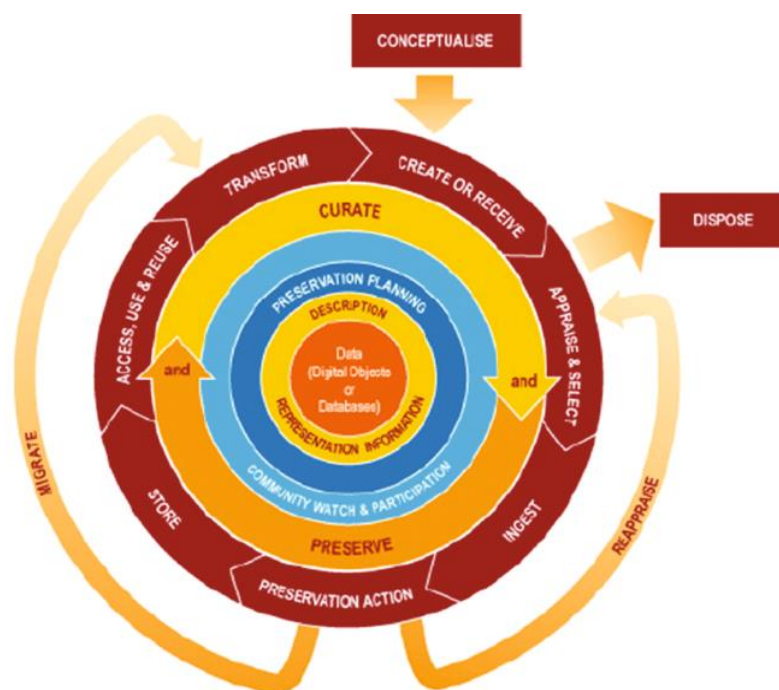 CONCEPTUALISE
DISPOSE
CREATE OR RECEIVE
APPRAISE & SELECT
INGEST
PRESERVATION ACTION
STORE
ACCESS, USE & REUSE
TRANSFORM
MIGRATE
REAPPRAISE
CURATE
and
PRESERVE
and
COMMUNITY WATCH & PARTICIPATION
PRESERVATION PLANNING
DESCRIPTION
REPRESENTATION INFORMATION
Data
(Digital Objects
or
Databases)